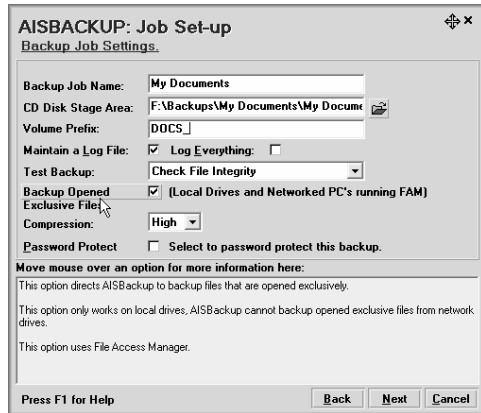 AISBACKUP: Job Set-up
Backup Job Settings.
Backup Job Name: My Documents
CD Disk Stage Area: F:\Backups\My Documents\My Docume
Volume Prefix: DOCS_
Maintain a Log File: Log Everything:
Test Backup: Check File Integrity
Backup Opened (Local Drives and Networked PC's running FAM)
Exclusive Files
Compression: High
Password Protect Select to password protect this backup.
Move mouse over an option for more information here:
This option directs AISBackup to backup files that are opened exclusively.
This option only works on local drives, AISBackup cannot backup opened exclusive files from network
drives.
This option uses File Access Manager.
Press F1 for Help Back Next Cancel